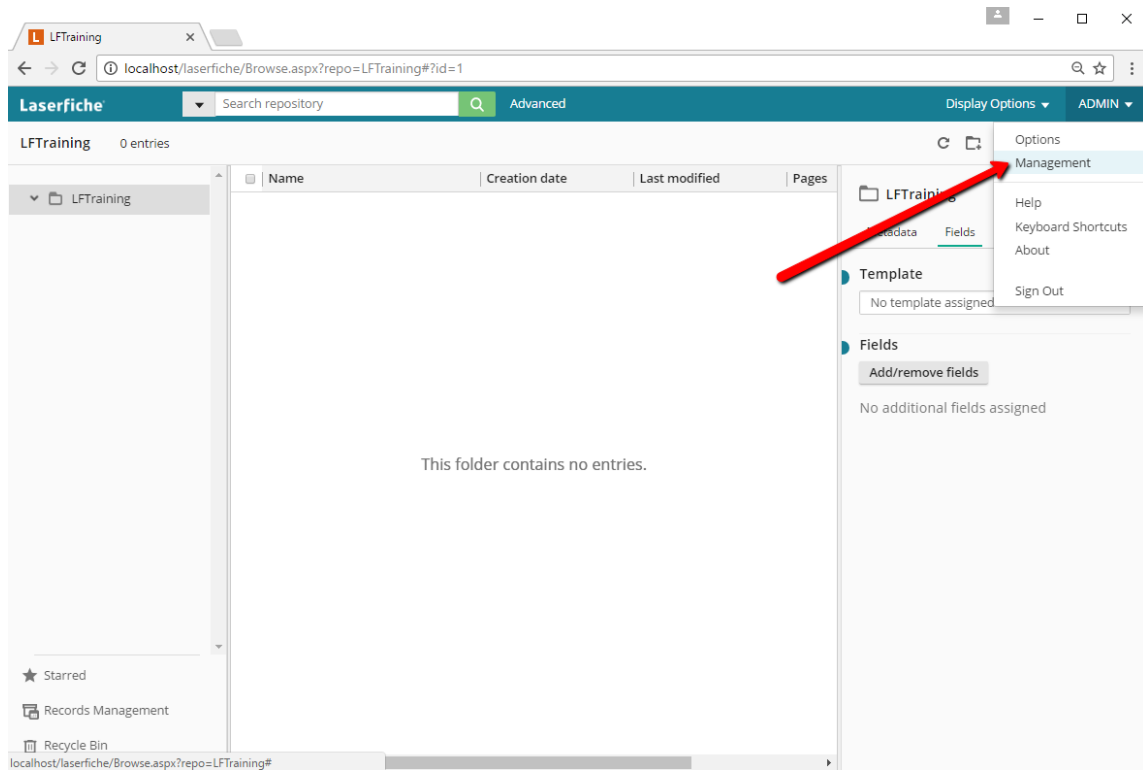 LFTraining
localhost/laserfiche/Browse.aspx?repo=LFTraining#?id=1
Laserfiche Search repository Advanced Display Options ADMIN
LFTraining 0 entries
Options
Management
Help
Keyboard Shortcuts
About
Sign Out
LFTraining
Name Creation date Last modified Pages
This folder contains no entries.
LFTraining
Metadata Fields
Template
No template assigned
Fields
Add/remove fields
No additional fields assigned
Starred
Records Management
Recycle Bin
localhost/laserfiche/Browse.aspx?repo=LFTraining#